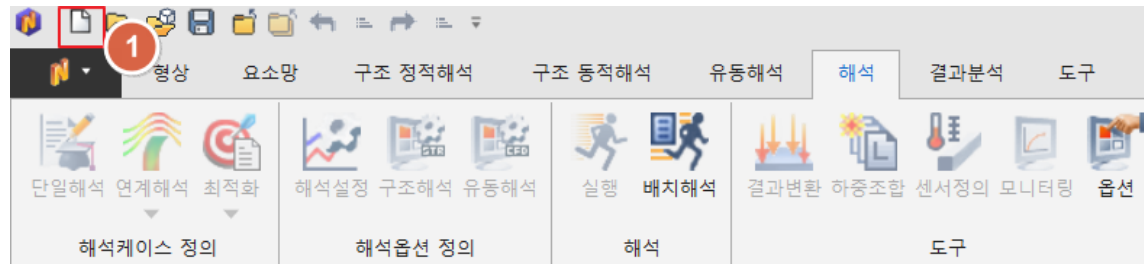 1
형상 요소망 구조 정적해석 구조 동적해석 유동해석 해석 결과분석 도구
단일해석 연계해석 최적화 해석설정 구조해석 유동해석 실행 배치해석 결과변환 하중조합 센서정의 모니터링 옵션
해석케이스 정의 해석옵션 정의 해석 도구